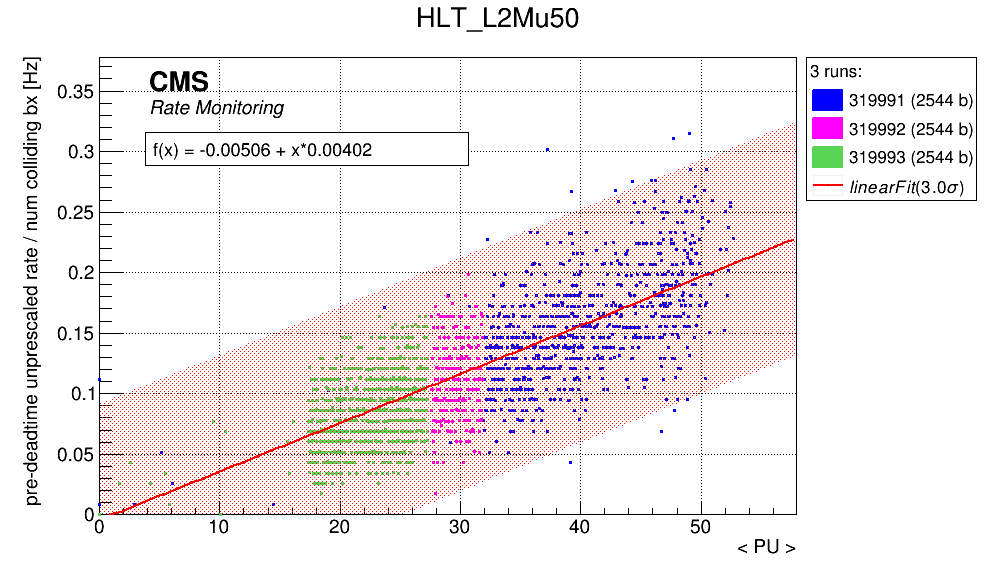 HLT_L2Mu50
pre-deadtime unprescaled rate / num colliding bx [Hz]
CMS
Rate Monitoring
f(x) = -0.00506 + x*0.00402
0.35
0.3
0.25
0.2
0.15
0.1
0.05
0
0 10 20 30 40 50
< PU >
3 runs:
319991 (2544 b)
319992 (2544 b)
319993 (2544 b)
linearFit(3.0σ)